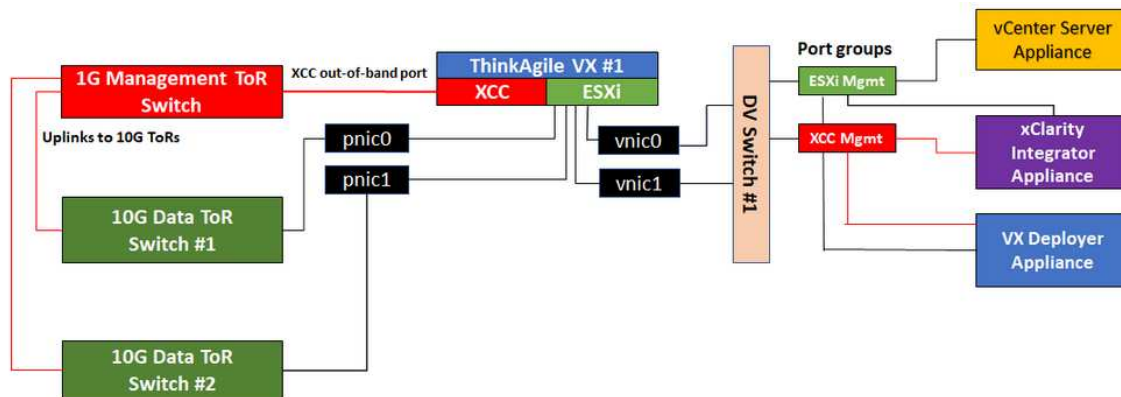 1G Management ToR
Switch
XCC out-of-band port
ThinkAgile VX #1
XCC
ESXi
Uplinks to 10G ToRs
pnic0
pnic1
vnic0
vnic1
10G Data ToR
Switch #1
10G Data ToR
Switch #2
DV Switch #1
Port groups
ESXi Mgmt
XCC Mgmt
vCenter Server
Appliance
xClarity
Integrator
Appliance
VX Deployer
Appliance